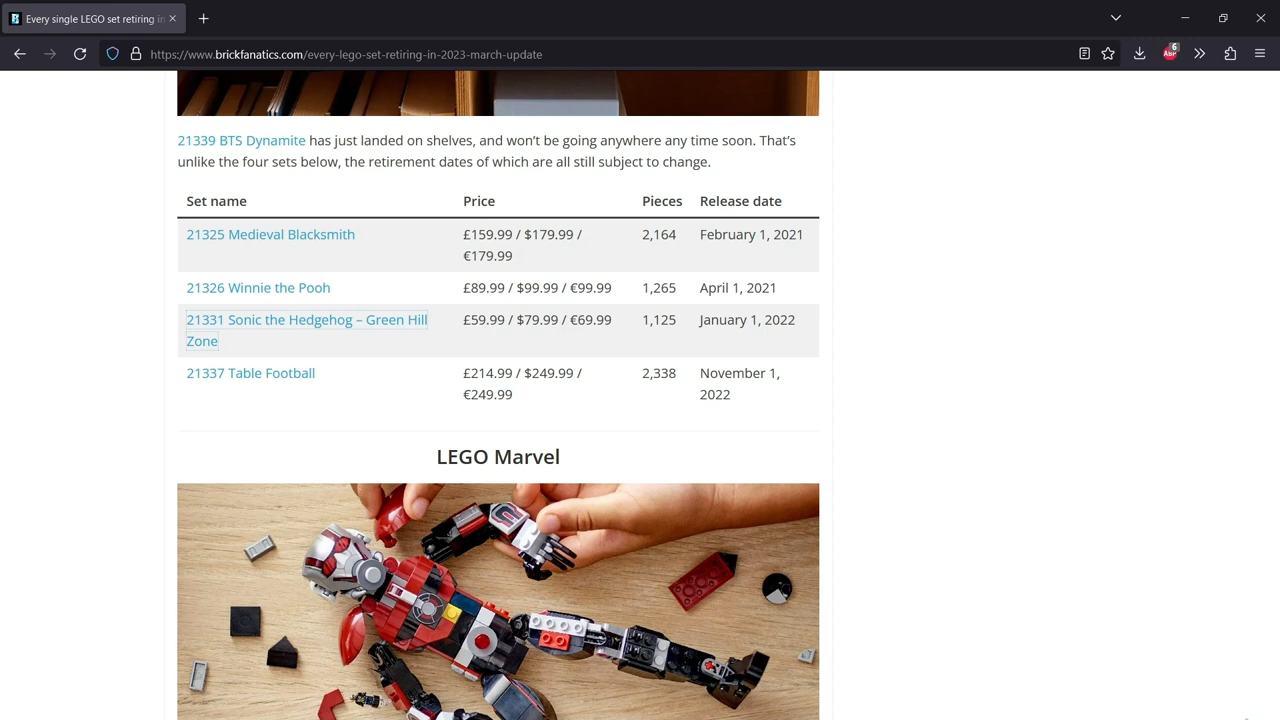 Every single LEGO set retiring in
https://www.brickfanatics.com/every-lego-set-retiring-in-2023-march-update
6
ABP
21339 BTS Dynamite has just landed on shelves, and won't be going anywhere any time soon. That's
unlike the four sets below, the retirement dates of which are all still subject to change.
Set name Price Pieces Release date
21325 Medieval Blacksmith £159.99 / $179.99 / 2,164 February 1, 2021
€179.99
21326 Winnie the Pooh £89.99 / $99.99 / €99.99 1,265 April 1, 2021
21331 Sonic the Hedgehog – Green Hill £59.99 / $79.99 / €69.99 1,125 January 1, 2022
Zone
21337 Table Football £214.99 / $249.99 / 2,338 November 1,
€249.99 2022
LEGO Marvel